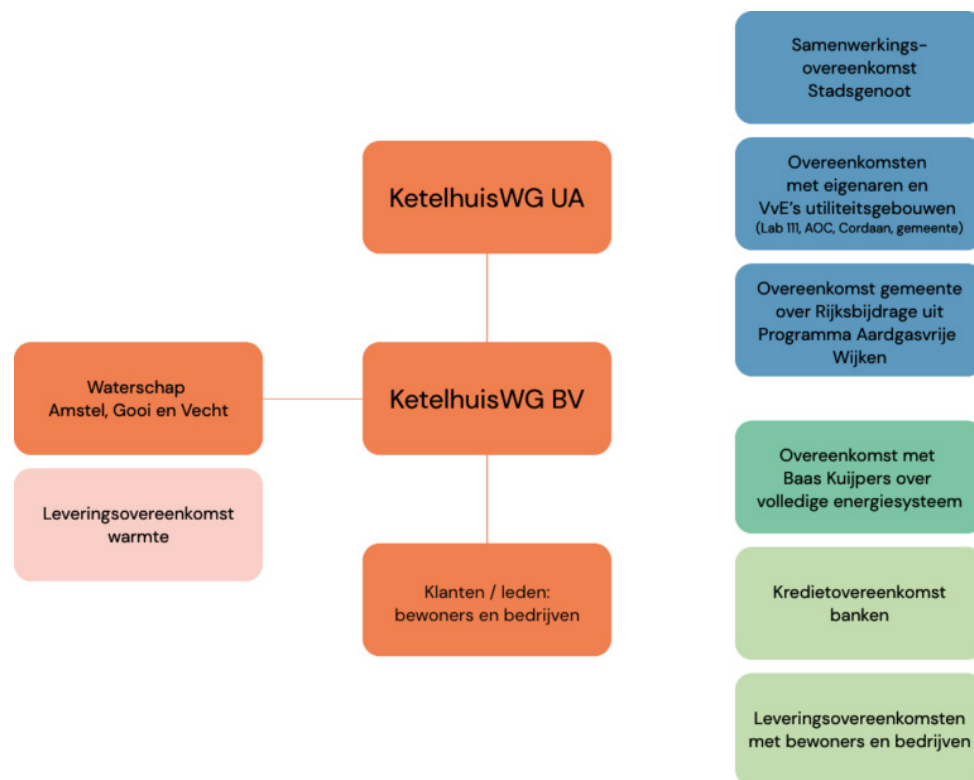 KetelhuisWG UA
Waterschap
Amstel, Gooi en Vecht
KetelhuisWG BV
Leveringsovereenkomst
warmte
Klanten / leden:
bewoners en bedrijven
Samenwerkings-
overeenkomst
Stadsgenoot
Overeenkomsten
met eigenaren en
VvE's utiliteitsgebouwen
(Lab 111, AOC, Cordaan, gemeente)
Overeenkomst gemeente
over Rijksbijdrage uit
Programma Aardgasvrije
Wijken
Overeenkomst met
Baas Kuijpers over
volledige energiesysteem
Kredietovereenkomst
banken
Leveringsovereenkomsten
met bewoners en bedrijven